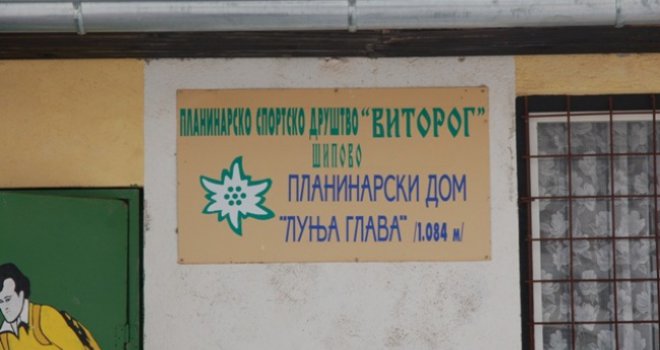 ПЛАНИНАРСКО СПОРТСКО ДРУШТВО "ВИТОРОГ"
ШИПОВО
ПЛАНИНАРСКИ ДОМ
"ЛУЊА ГЛАВА" /1.084 м/